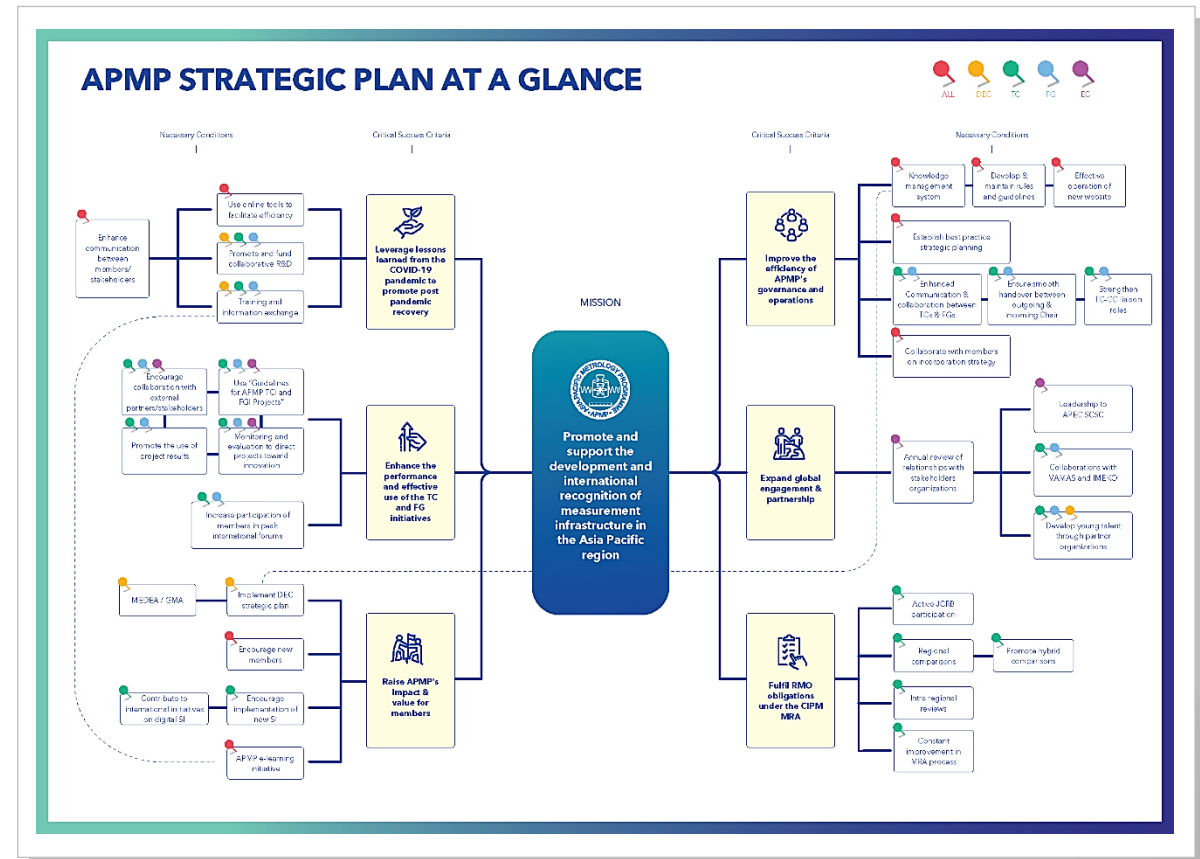 APMP STRATEGIC PLAN AT A GLANCE
ALL
DEC
TC
FG
EC
Necessary Conditions
Critical Success Criteria
Critical Success Criteria
Necessary Conditions
Enhance
communication
between
members/
stakeholders
Use online tools to
facilitate efficiency
Promote and fund
collaborative R&D
Training and
information exchange
Leverage lessons
learned from the
COVID-19
pandemic to
promote post
pandemic
recovery
Encourage
collaboration with
external
partners/stakeholders
Use "Guidelines
for APMP TCI and
FGI Projects"
Promote the use of
project results
Monitoring and
evaluation to direct
projects toward
innovation
Increase participation of
members in peak
international forums
Enhance the
performance
and effective
use of the TC
and FG
initiatives
MEDEA / GMA
Implement DEC
strategic plan
Encourage new
members
Contribute to
international initiatives
on digital SI
Encourage
implementation of
new SI
APMP e-learning
initiative
Raise APMP's
impact &
value for
members
MISSION
ASIA PACIFIC METROLOGY PROGRAMME
APMP
Promote and
support the
development and
international
recognition of
measurement
infrastructure in
the Asia Pacific
region
Improve the
efficiency of
APMP's
governance and
operations
Knowledge
management
system
Develop &
maintain rules
and guidelines
Effective
operation of
new website
Establish best practice
strategic planning
Enhanced
Communication &
collaboration between
TCs & FGs
Ensure smooth
handover between
outgoing &
incoming Chair
Strengthen
TC-CC liaison
roles
Collaborate with members
on incorporation strategy
Expand global
engagement &
partnership
Annual review of
relationships with
stakeholders
organizations
Leadership to
APEC SCSC
Collaborations with
VAMAS and IMEKO
Develop young talent
through partner
organizations
Fulfil RMO
obligations
under the CIPM
MRA
Active JCRB
participation
Regional
comparisons
Promote hybrid
comparisons
Intra regional
reviews
Constant
improvement in
MRA process